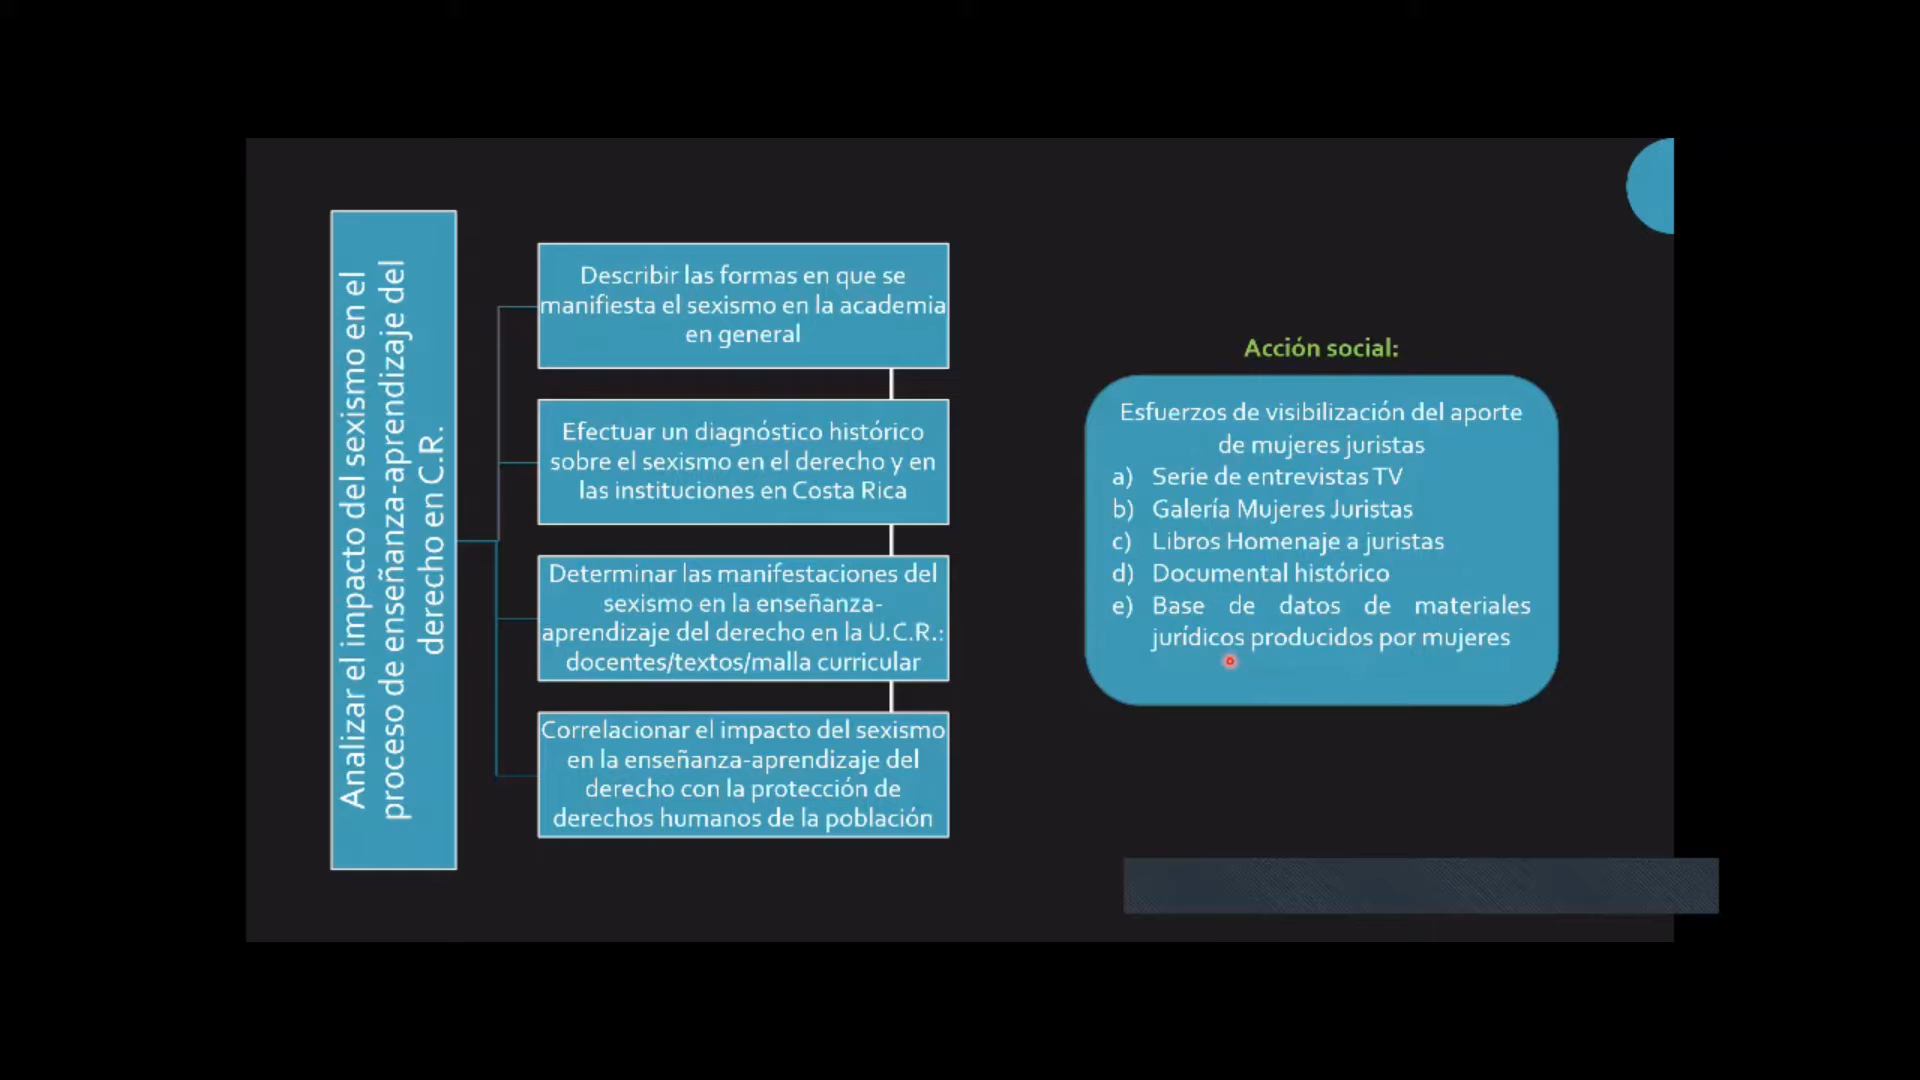 Analizar el impacto del sexismo en el
proceso de enseñanza-aprendizaje del
derecho en C.R.
Describir las formas en que se
manifiesta el sexismo en la academia
en general
Efectuar un diagnóstico histórico
sobre el sexismo en el derecho y en
las instituciones en Costa Rica
Determinar las manifestaciones del
sexismo en la enseñanza-
aprendizaje del derecho en la U.C.R.:
docentes/textos/malla curricular
Correlacionar el impacto del sexismo
en la enseñanza-aprendizaje del
derecho con la protección de
derechos humanos de la población
Acción social:
Esfuerzos de visibilización del aporte
de mujeres juristas
a) Serie de entrevistas TV
b) Galería Mujeres Juristas
c) Libros Homenaje a juristas
d) Documental histórico
e) Base de datos de materiales
jurídicos producidos por mujeres